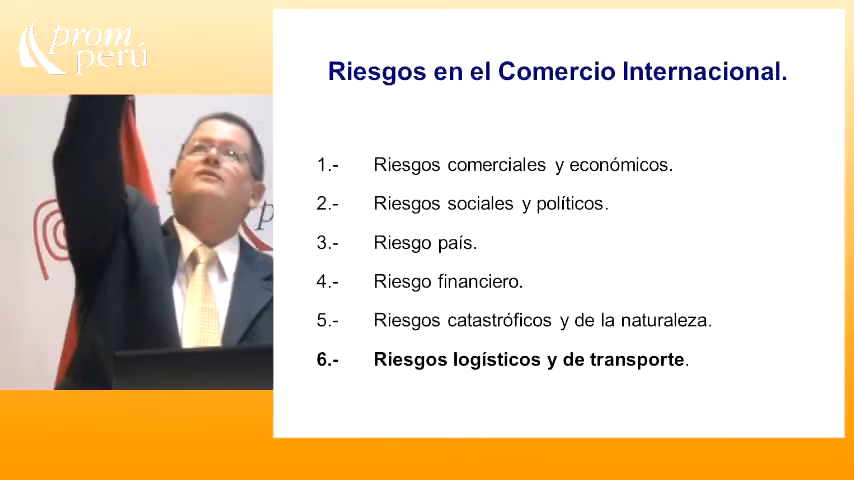 prom
perú
Riesgos en el Comercio Internacional.
1.- Riesgos comerciales y económicos.
2.- Riesgos sociales y políticos.
3.- Riesgo país.
4.- Riesgo financiero.
5.- Riesgos catastróficos y de la naturaleza.
6.- Riesgos logísticos y de transporte.